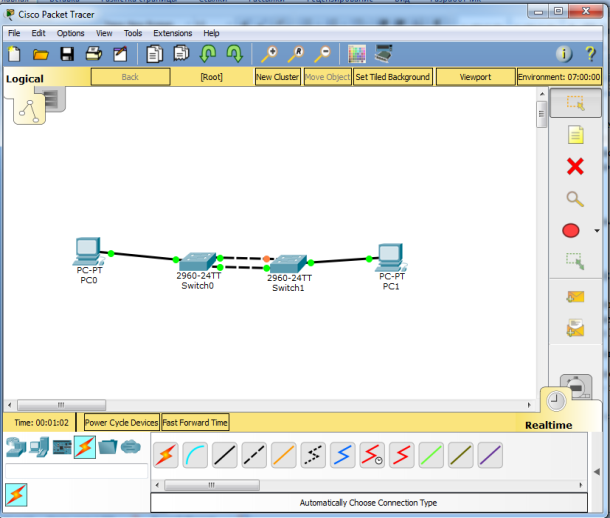 Cisco Packet Tracer
File Edit Options View Tools Extensions Help
Logical Back [Root] New Cluster Move Object Set Tiled Background Viewport Environment: 07:00:00
PC-PT
PC0
2960-24TT
Switch0
2960-24TT
Switch1
PC-PT
PC1
Time: 00:01:02 Power Cycle Devices Fast Forward Time Realtime
Automatically Choose Connection Type